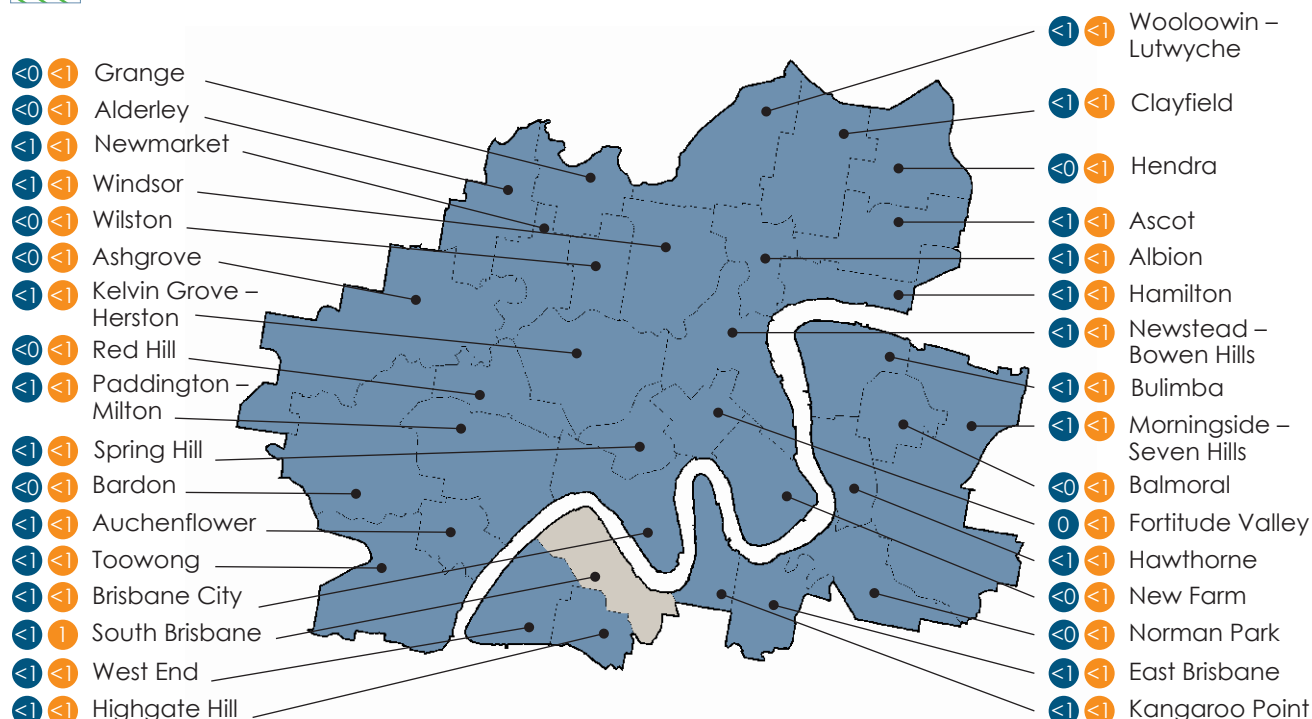 <0 <1 Grange
<0 <1 Alderley
<1 <1 Newmarket
<1 <1 Windsor
<0 <1 Wilston
<0 <1 Ashgrove
<1 <1 Kelvin Grove –
Herston
<0 <1 Red Hill
<1 <1 Paddington –
Milton
<1 <1 Spring Hill
<0 <1 Bardon
<1 <1 Auchenflower
<1 <1 Toowong
<1 <1 Brisbane City
<1 1 South Brisbane
<1 <1 West End
<1 <1 Highgate Hill
<1 <1 Wooloowin –
Lutwyche
<1 <1 Clayfield
<0 <1 Hendra
<1 <1 Ascot
<1 <1 Albion
<1 <1 Hamilton
<1 <1 Newstead –
Bowen Hills
<1 <1 Bulimba
<1 <1 Morningside –
Seven Hills
<0 <1 Balmoral
0 <1 Fortitude Valley
<1 <1 Hawthorne
<0 <1 New Farm
<0 <1 Norman Park
<1 <1 East Brisbane
<1 <1 Kangaroo Point